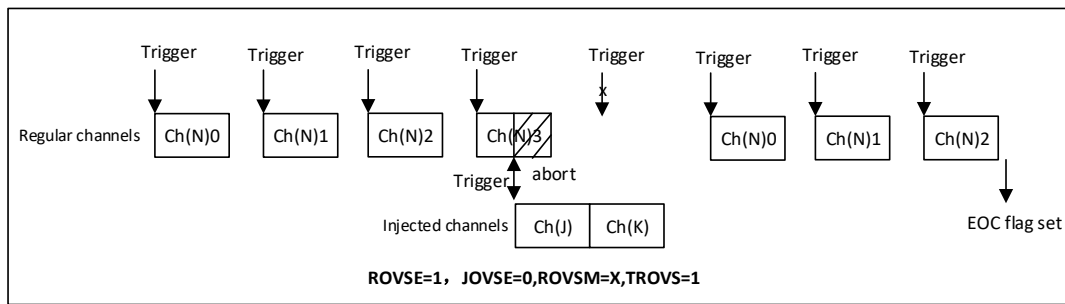 Trigger Trigger Trigger Trigger Trigger Trigger Trigger Trigger
x
Regular channels Ch(N)0 Ch(N)1 Ch(N)2 Ch(N)3 Ch(N)0 Ch(N)1 Ch(N)2
Trigger abort
Injected channels Ch(J) Ch(K) EOC flag set
ROVSE=1，JOVSE=0,ROVSM=X,TROVS=1